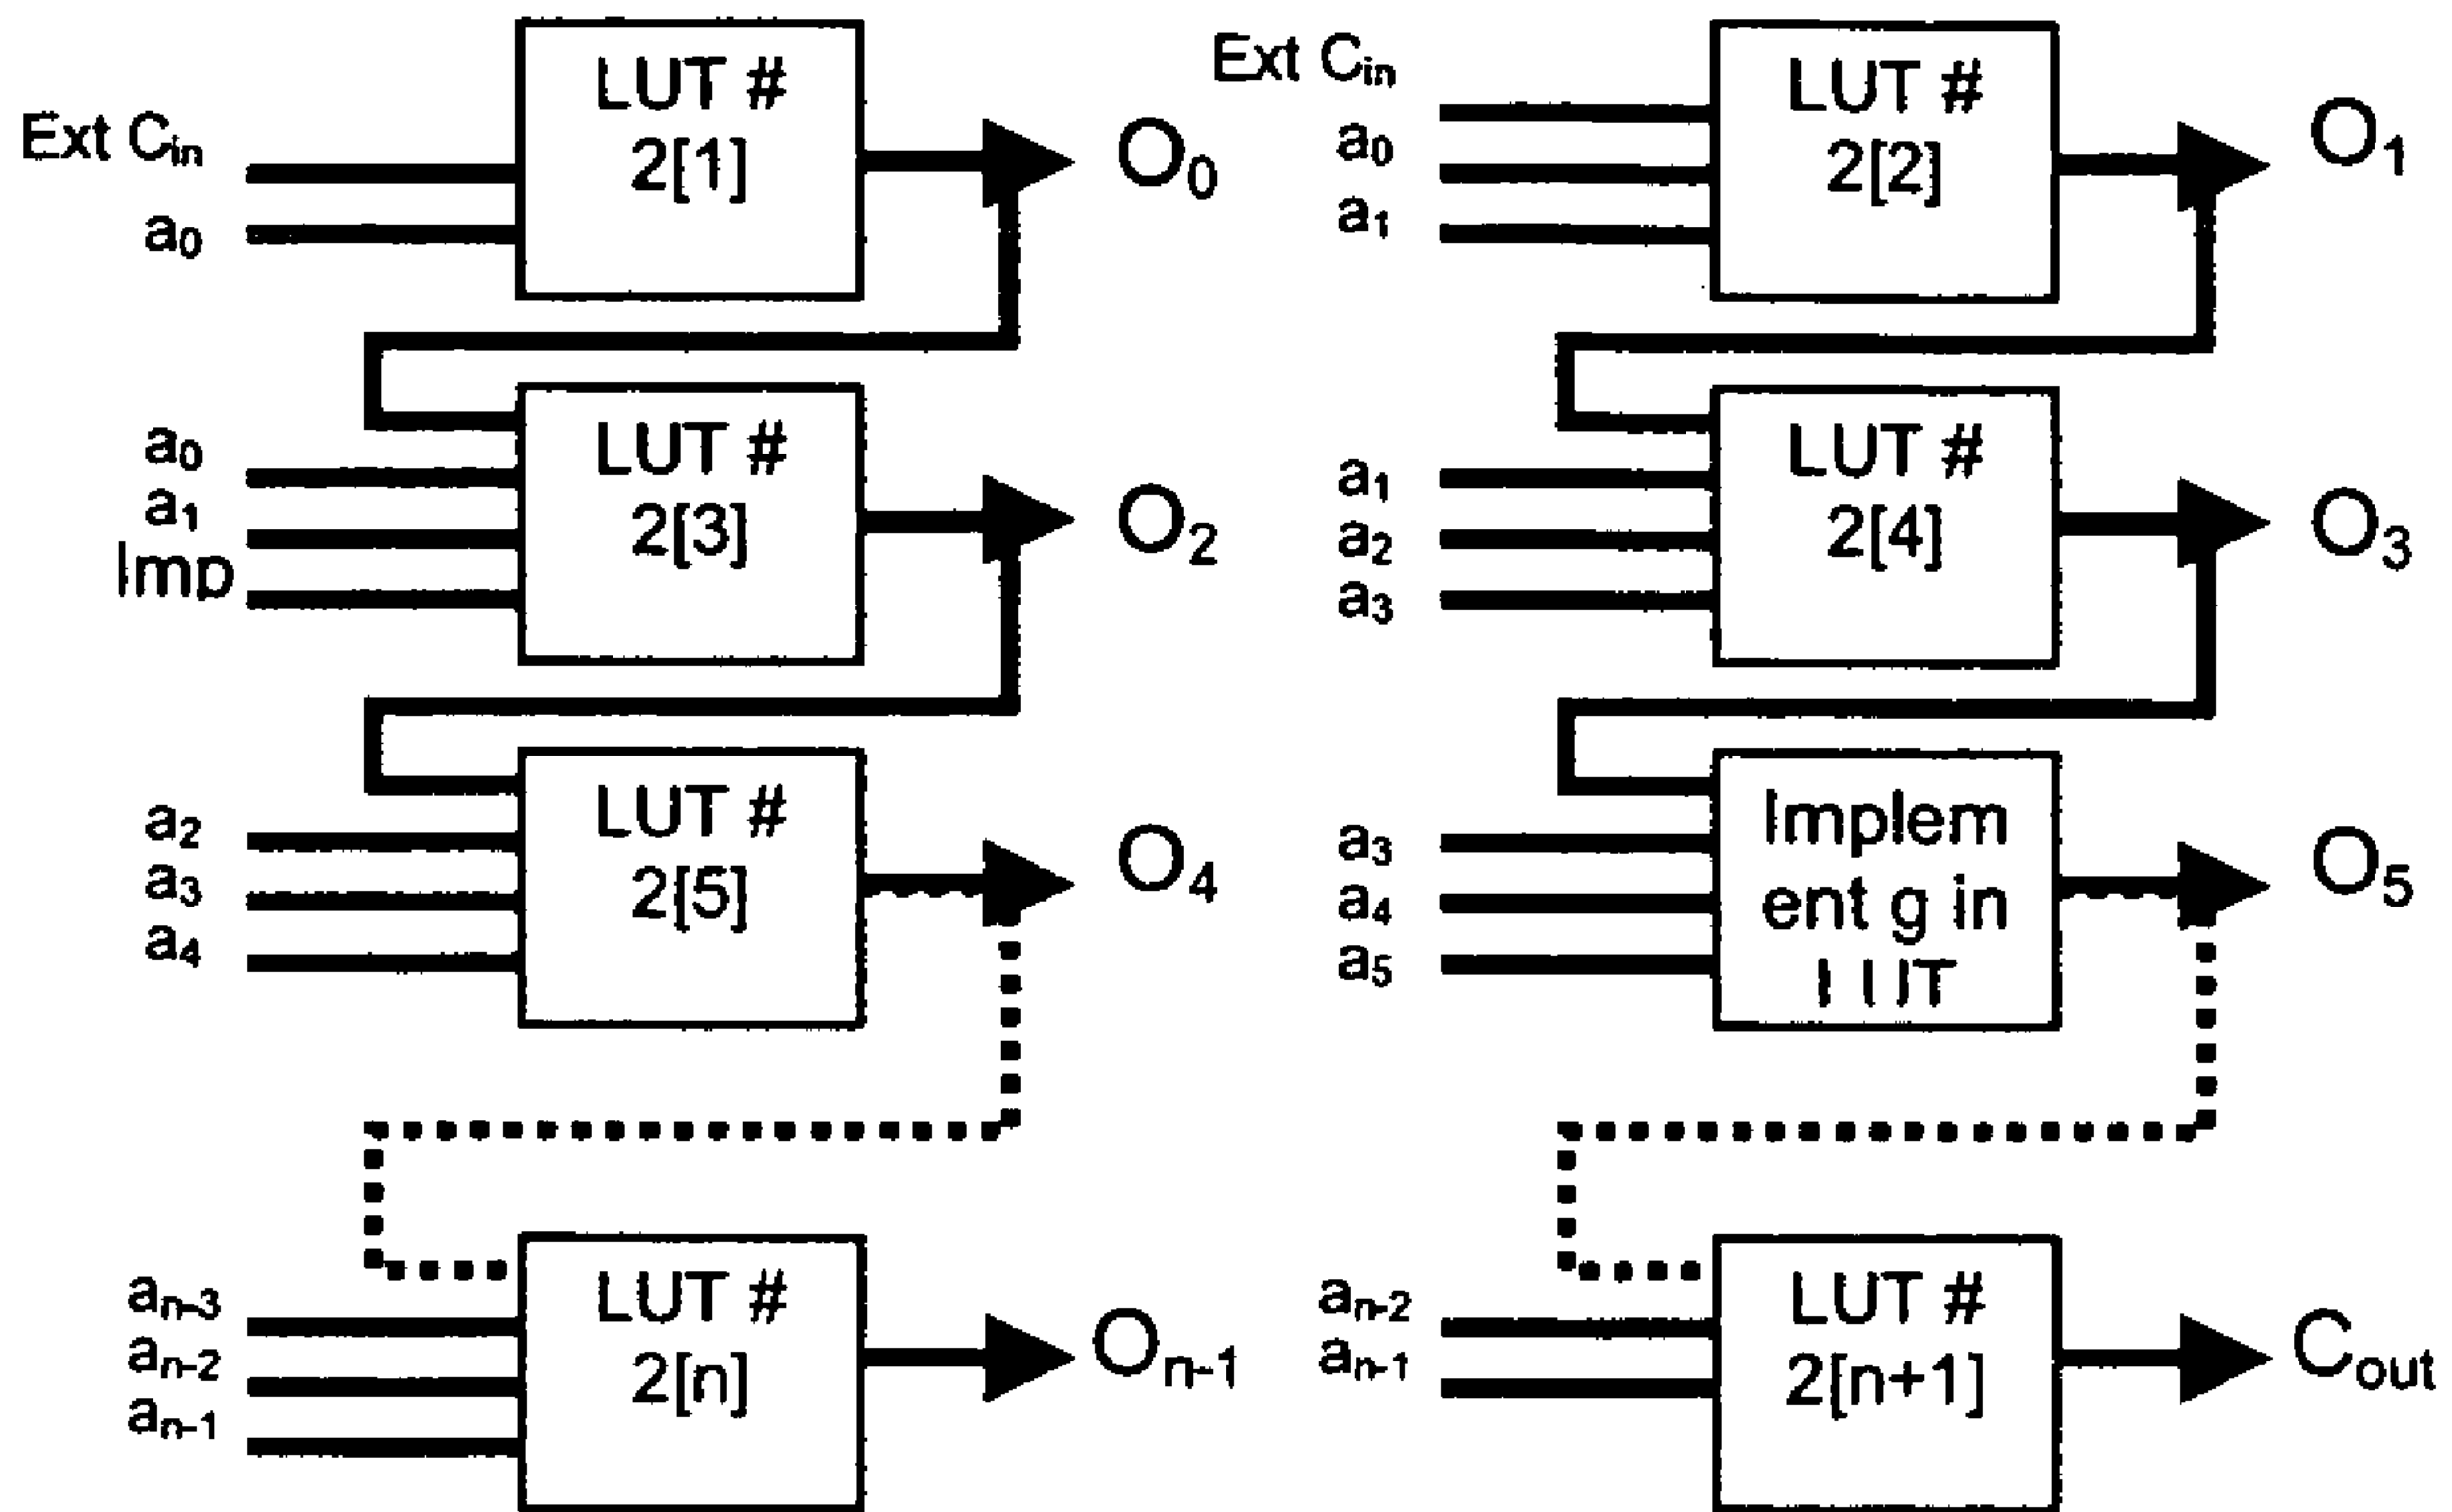 Ext Cin
a0
LUT #
2[1]
O0
Ext Cin
a0
a1
LUT #
2[2]
O1
a0
a1
Imp
LUT #
2[3]
O2
a1
a2
a3
LUT #
2[4]
O3
a2
a3
a4
LUT #
2[5]
O4
a3
a4
a5
Implem
ent g in
LUT
O5
an-3
an-2
an-1
LUT #
2[n]
On-1
an-2
an-1
LUT #
2[n+1]
Cout